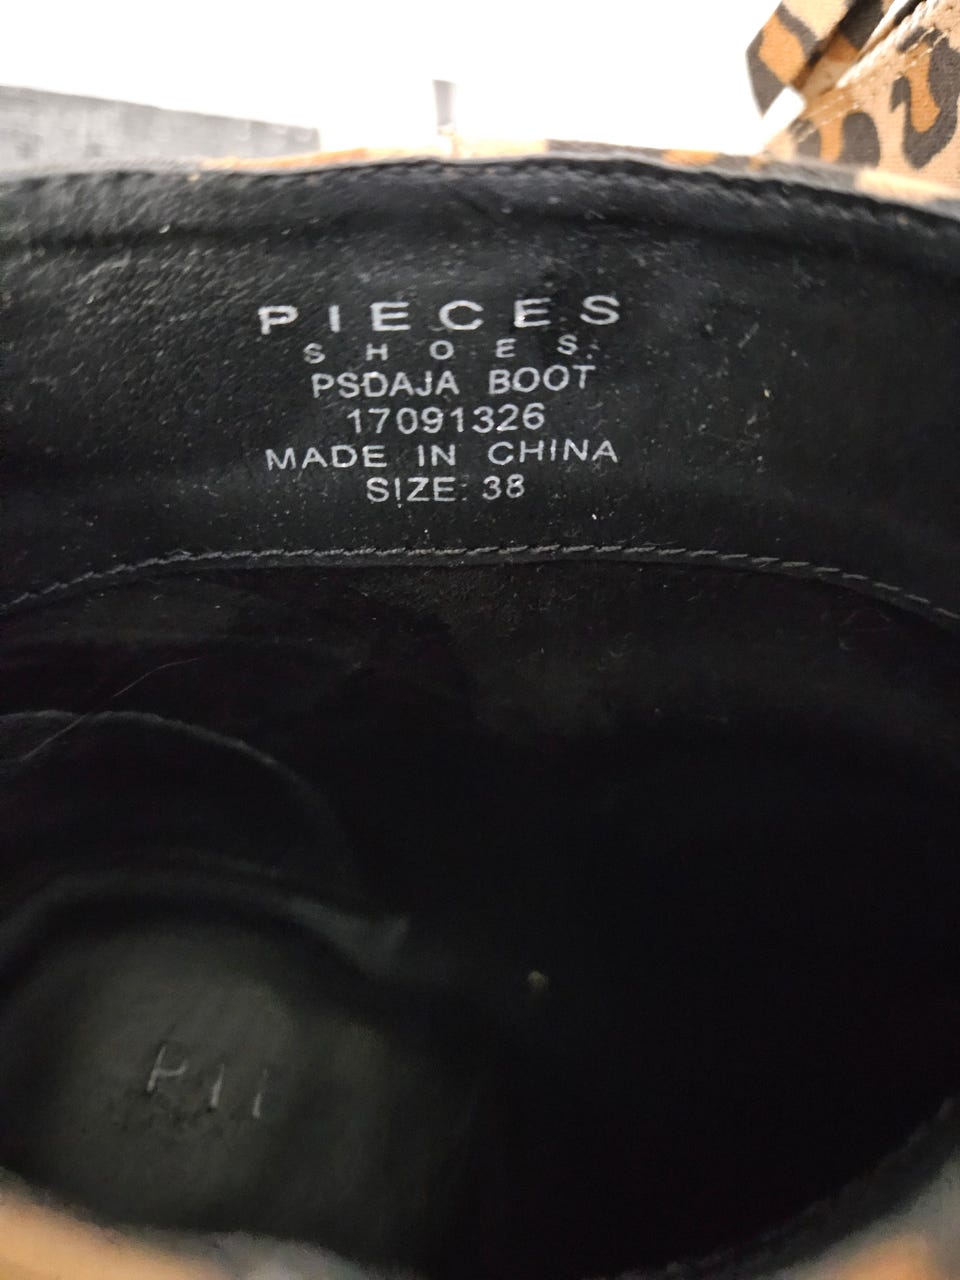 PIECES
SHOES.
PSDAJA BOOT
17091326
MADE IN CHINA
SIZE: 38